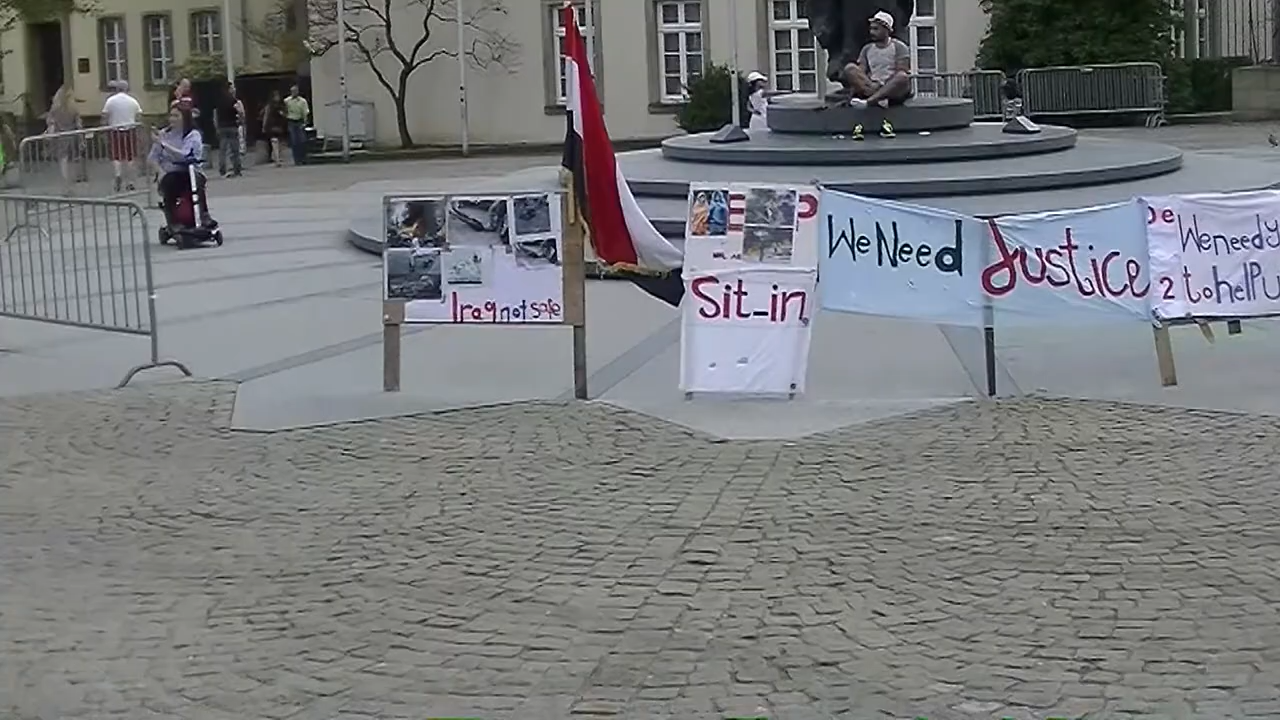 Iraq not safe
Sit-in
We Need Justice
We need
2 to help U